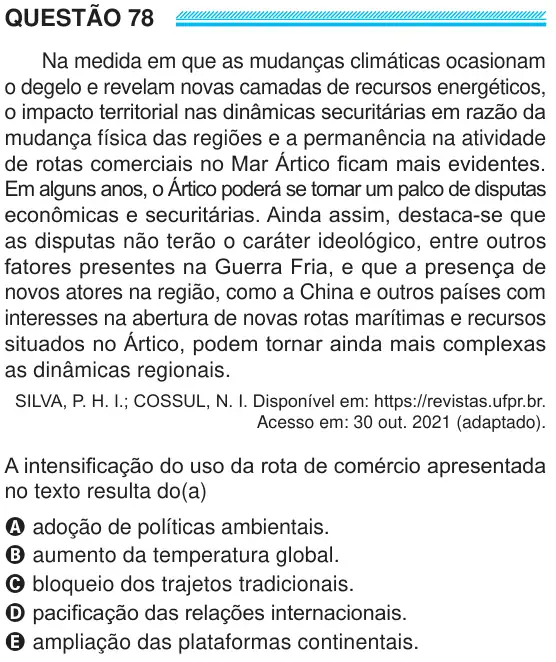 QUESTÃO 78
Na medida em que as mudanças climáticas ocasionam
o degelo e revelam novas camadas de recursos energéticos,
o impacto territorial nas dinâmicas securitárias em razão da
mudança física das regiões e a permanência na atividade
de rotas comerciais no Mar Ártico ficam mais evidentes.
Em alguns anos, o Ártico poderá se tornar um palco de disputas
econômicas e securitárias. Ainda assim, destaca-se que
as disputas não terão o caráter ideológico, entre outros
fatores presentes na Guerra Fria, e que a presença de
novos atores na região, como a China e outros países com
interesses na abertura de novas rotas marítimas e recursos
situados no Ártico, podem tornar ainda mais complexas
as dinâmicas regionais.
SILVA, P. H. I.; COSSUL, N. I. Disponível em: https://revistas.ufpr.br.
Acesso em: 30 out. 2021 (adaptado).
A intensificação do uso da rota de comércio apresentada
no texto resulta do(a)
A adoção de políticas ambientais.
B aumento da temperatura global.
C bloqueio dos trajetos tradicionais.
D pacificação das relações internacionais.
E ampliação das plataformas continentais.